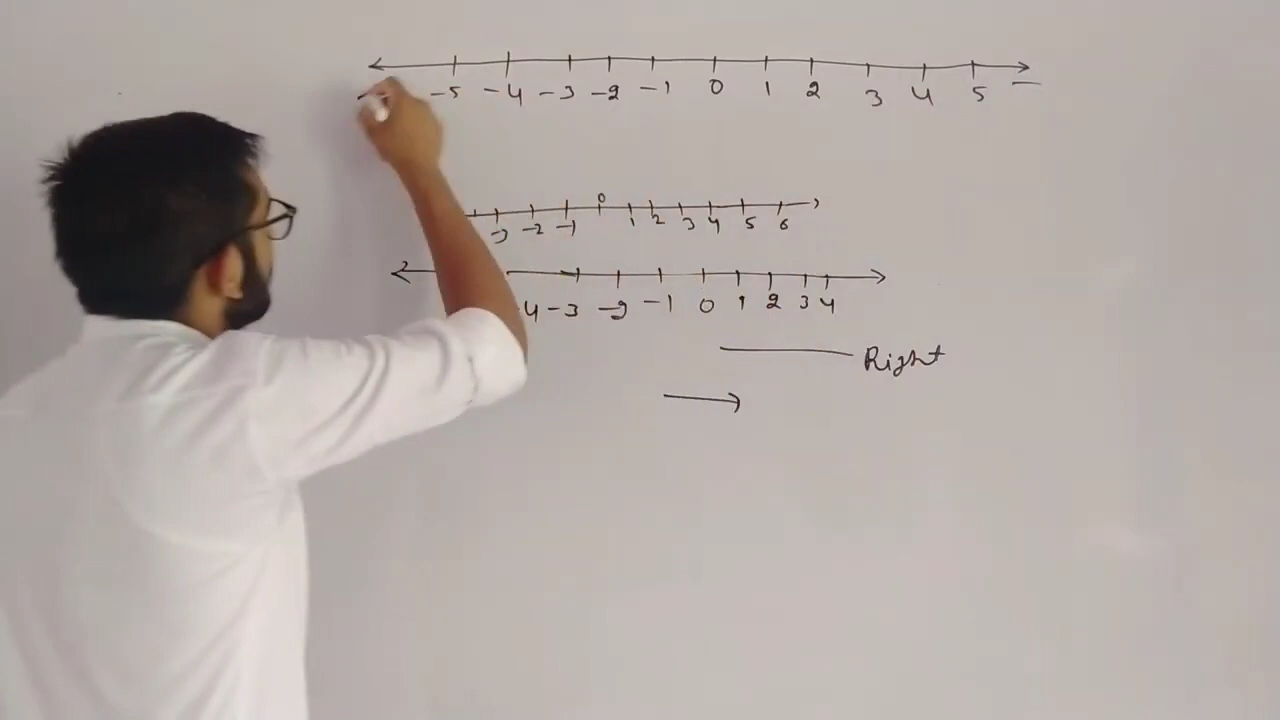 -5 -4 -3 -2 -1 0 1 2 3 4 5 —
0
-3 -2 -1 1 2 3 4 5 6
4 -3 -2 -1 0 1 2 3 4
Right